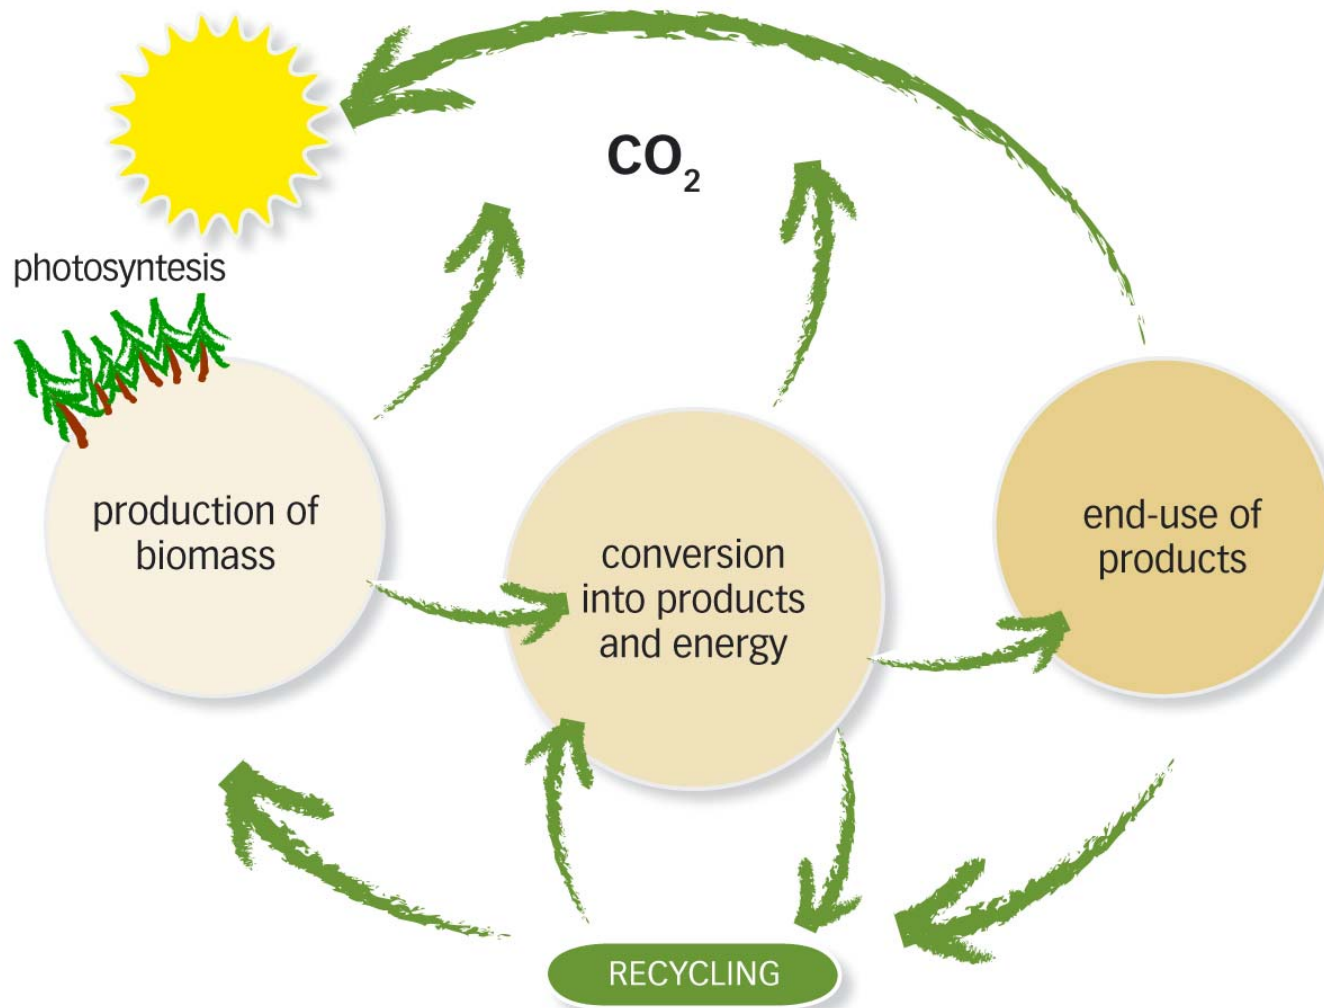 CO₂
photosyntesis
production of
biomass
conversion
into products
and energy
end-use of
products
RECYCLING